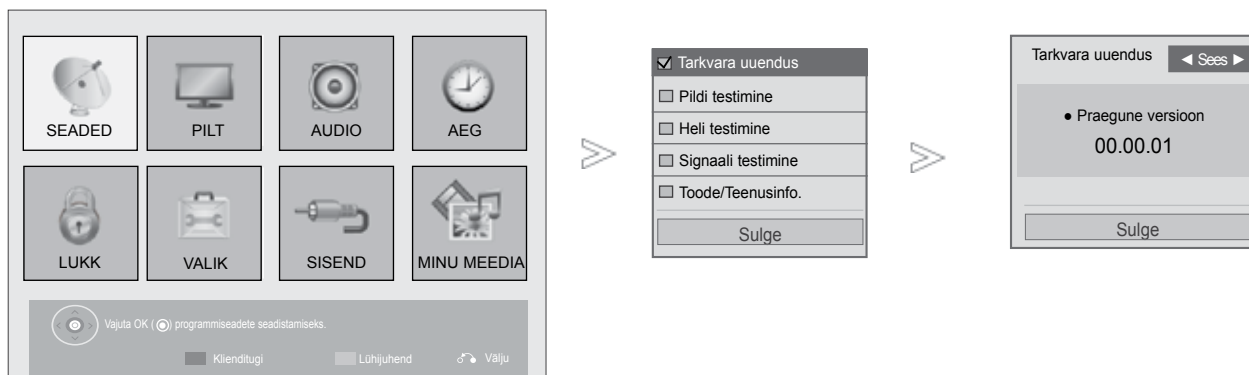 SEADED PILT AUDIO AEG
LUKK VALIK SISEND MINU MEEDIA
Vajuta OK ( ) programmiseadete seadistamiseks.
Klienditugi Lühijuhend Välju
Tarkvara uuendus
Pildi testimine
Heli testimine
Signaali testimine
Toode/Teenusinfo.
Sulge
Tarkvara uuendus ◄ Sees ►
● Praegune versioon
00.00.01
Sulge